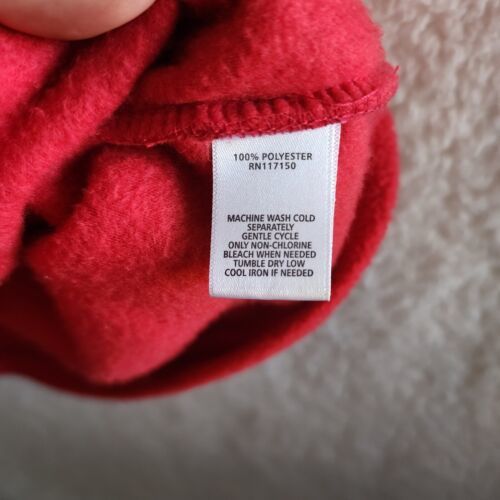 100% POLYESTER
RN117150
MACHINE WASH COLD
SEPARATELY
GENTLE CYCLE
ONLY NON-CHLORINE
BLEACH WHEN NEEDED
TUMBLE DRY LOW
COOL IRON IF NEEDED